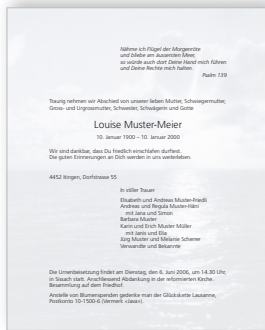 Nähme ich Flügel der Morgenröte
und bliebe am äussersten Meer,
so würde auch dort Deine Hand mich führen
und Deine Rechte mich halten.
Psalm 139
Traurig nehmen wir Abschied von unserer lieben Mutter, Schwiegermutter,
Gross- und Urgrossmutter, Schwester, Schwägerin und Gotte
Louise Muster-Meier
10. Januar 1900 – 10. Januar 2000
Wir sind dankbar, dass Du friedlich einschlafen durftest.
Die guten Erinnerungen an Dich werden in uns weiterleben.
4452 Itingen, Dorfstrasse 55
In stiller Trauer
Elisabeth und Andreas Muster-Friedli
Andreas und Regula Muster-Häni
mit Jana und Simon
Barbara Muster
Karin und Erich Muster Müller
mit Janis und Elia
Jürg Muster und Melanie Scherrer
Verwandte und Bekannte
Die Urnenbeisetzung findet am Dienstag, den 6. Juni 2006, um 14.30 Uhr,
in Sissach statt. Anschliessend Abdankung in der reformierten Kirche.
Besammlung auf dem Friedhof.
Anstelle von Blumenspenden gedenke man der Glückskette Lausanne,
Postkonto 10-1500-6 (Vermerk «Java»).